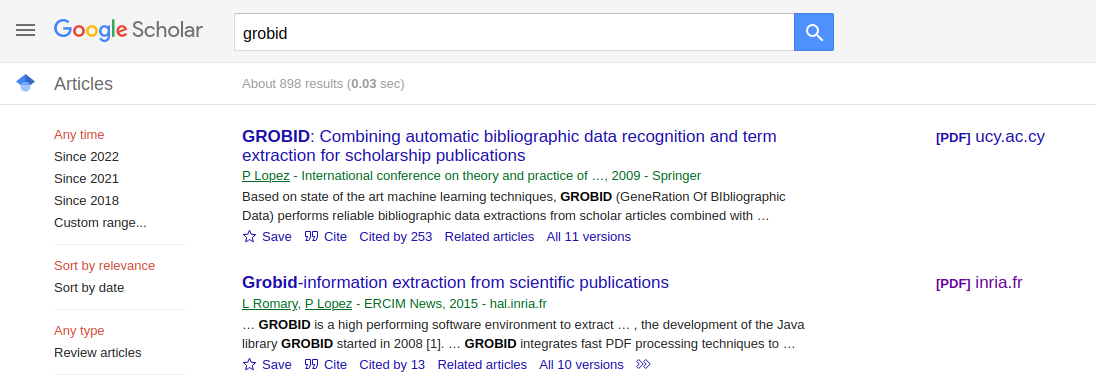 Google Scholar
grobid
Articles
About 898 results (0.03 sec)
Any time
Since 2022
Since 2021
Since 2018
Custom range...
Sort by relevance
Sort by date
Any type
Review articles
GROBID: Combining automatic bibliographic data recognition and term
extraction for scholarship publications
P Lopez - International conference on theory and practice of …, 2009 - Springer
Based on state of the art machine learning techniques, GROBID (GeneRation Of BIbliographic
Data) performs reliable bibliographic data extractions from scholar articles combined with …
Save Cite Cited by 253 Related articles All 11 versions
[PDF] ucy.ac.cy
Grobid-information extraction from scientific publications
L Romary, P Lopez - ERCIM News, 2015 - hal.inria.fr
… GROBID is a high performing software environment to extract … , the development of the Java
library GROBID started in 2008 [1]. … GROBID integrates fast PDF processing techniques to …
Save Cite Cited by 13 Related articles All 10 versions
[PDF] inria.fr